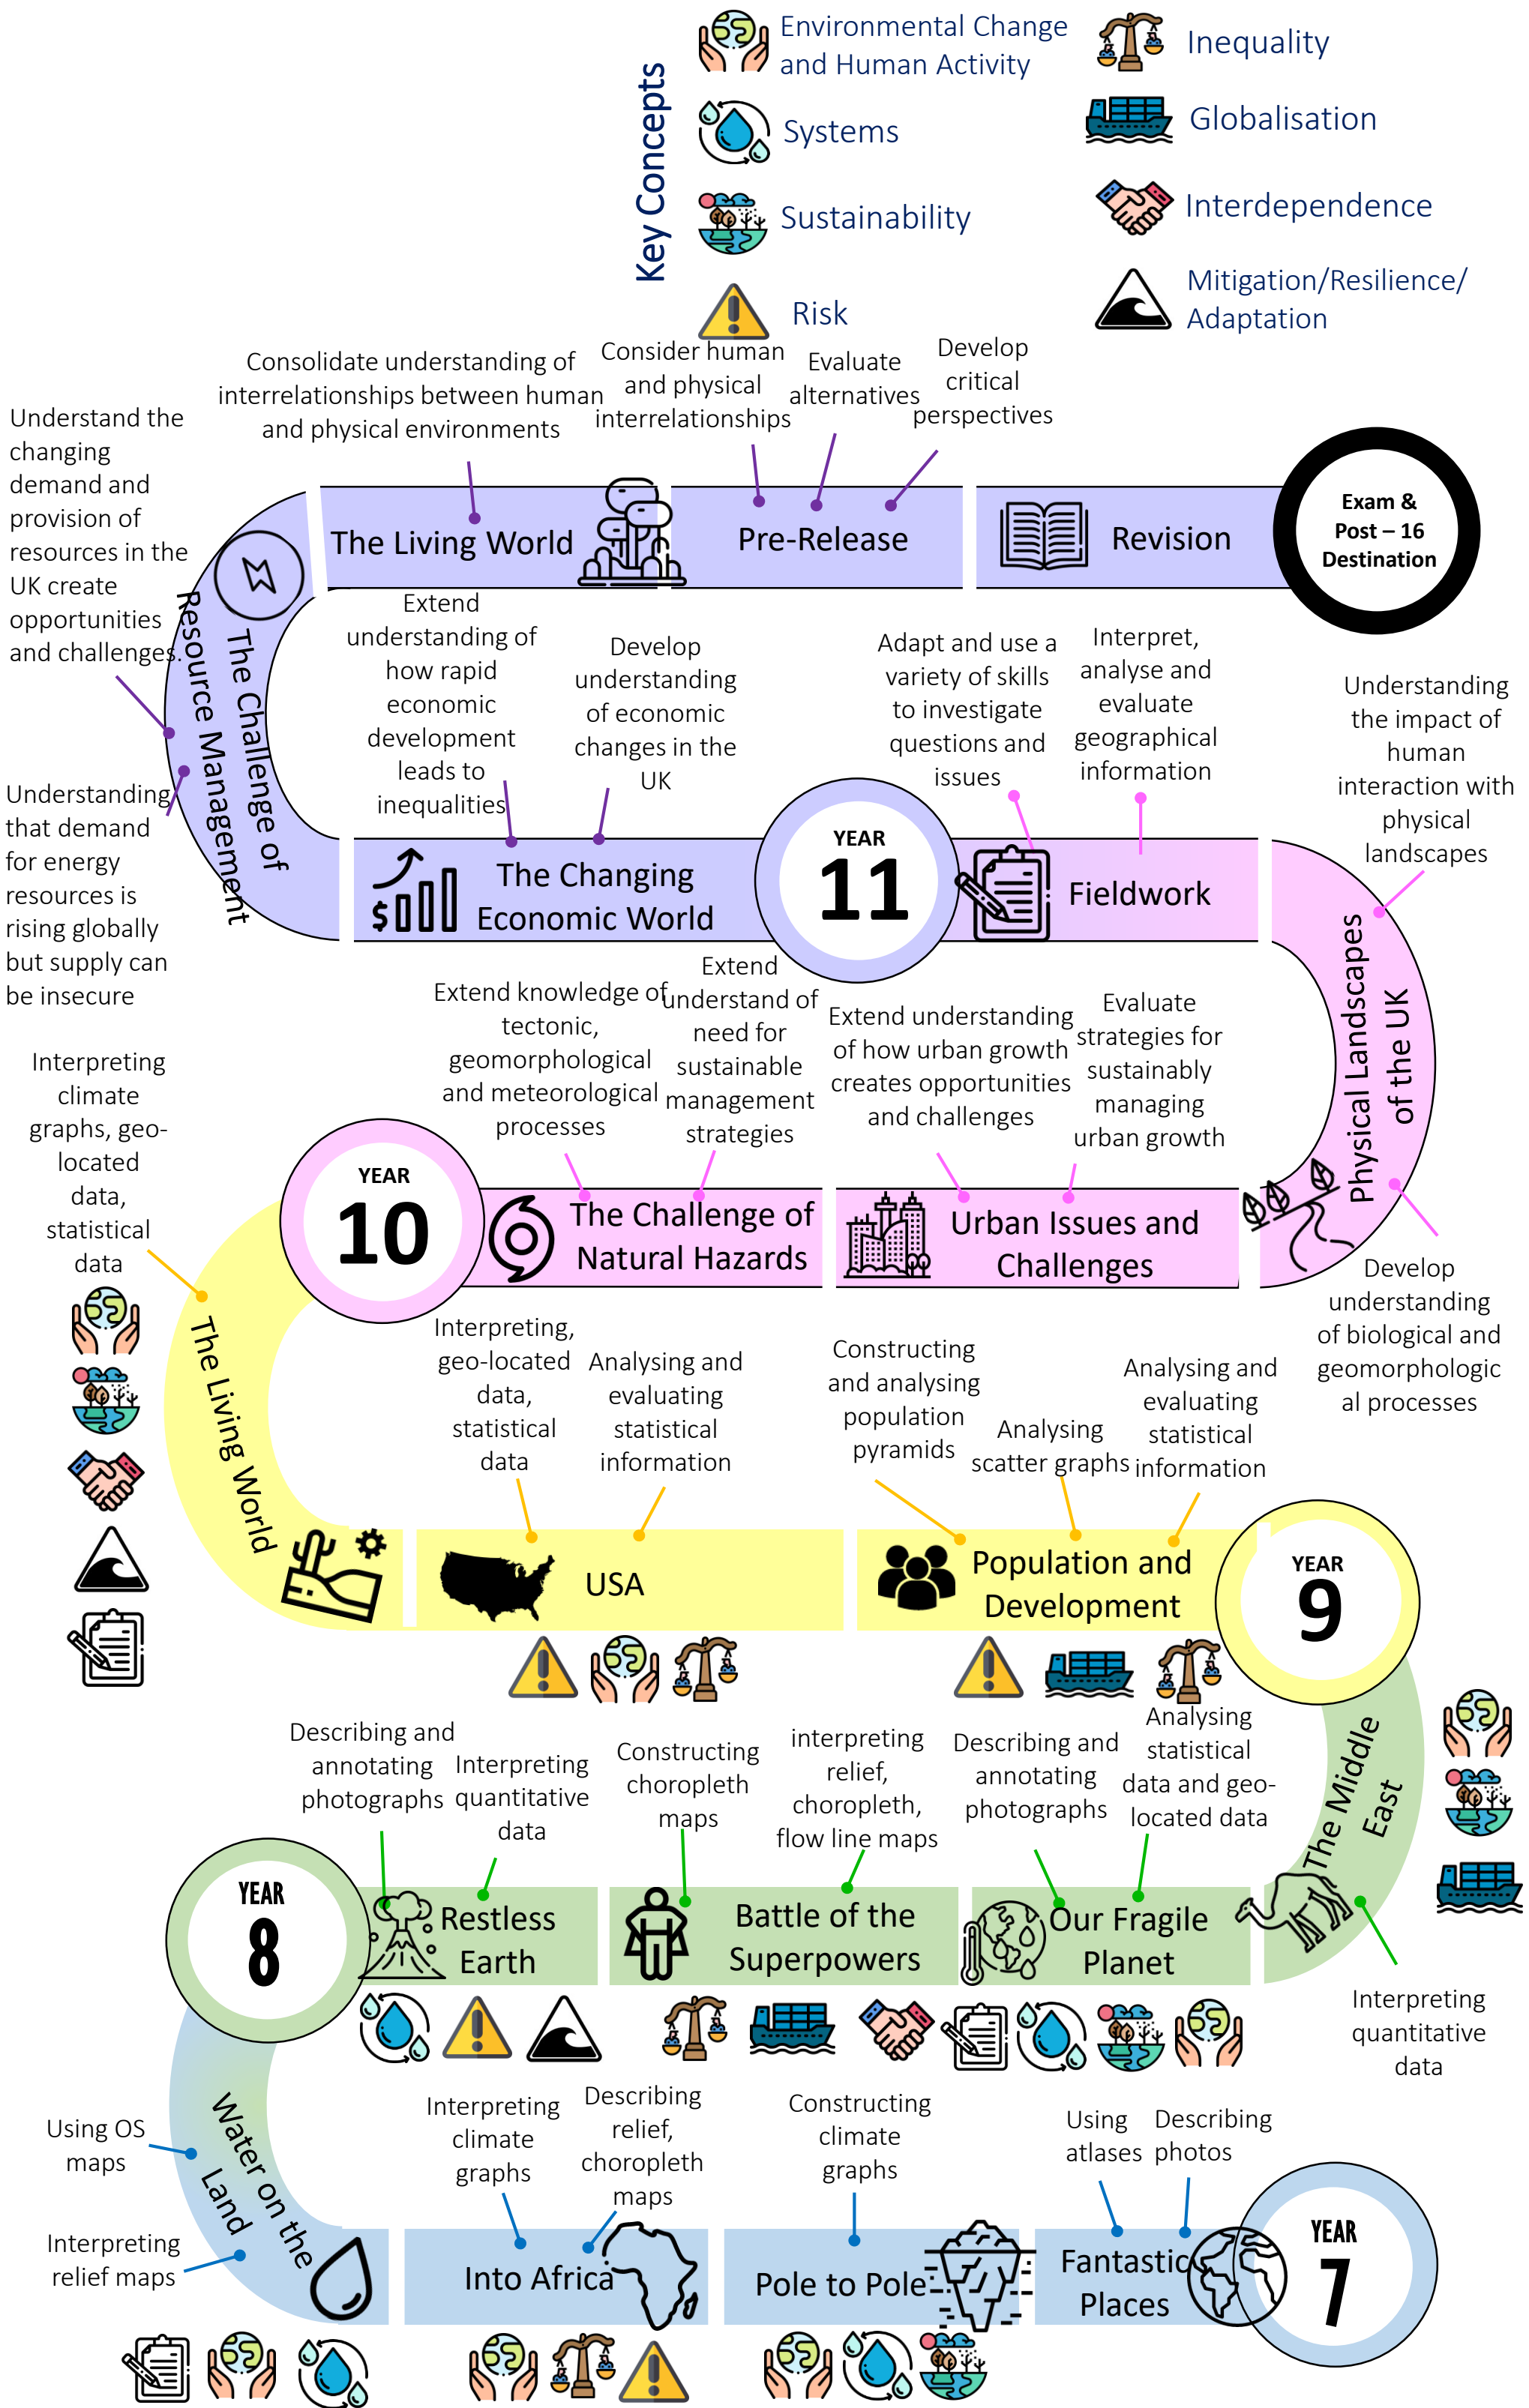 Key Concepts
Environmental Change
and Human Activity
Systems
Sustainability
Risk
Inequality
Globalisation
Interdependence
Mitigation/Resilience/
Adaptation
Understand the
changing
demand and
provision of
resources in the
UK create
opportunities
and challenges.
Consolidate understanding of
interrelationships between human
and physical environments
Consider human
and physical
interrelationships
Evaluate
alternatives
Develop
critical
perspectives
The Living World
Pre-Release
Revision
Exam &
Post – 16
Destination
The Challenge of
Resource Management
Understanding
that demand
for energy
resources is
rising globally
but supply can
be insecure
Extend
understanding of
how rapid
economic
development
leads to
inequalities
Develop
understanding
of economic
changes in the
UK
Adapt and use a
variety of skills
to investigate
questions and
issues
Interpret,
analyse and
evaluate
geographical
information
Understanding
the impact of
human
interaction with
physical
landscapes
The Changing
Economic World
YEAR
11
Fieldwork
Physical Landscapes
of the UK
Extend knowledge of
tectonic,
geomorphological
and meteorological
processes
Extend
understand of
need for
sustainable
management
strategies
Extend understanding
of how urban growth
creates opportunities
and challenges
Evaluate
strategies for
sustainably
managing
urban growth
Interpreting
climate
graphs, geo-
located
data,
statistical
data
YEAR
10
The Challenge of
Natural Hazards
Urban Issues and
Challenges
Develop
understanding
of biological and
geomorphologic
al processes
The Living World
Interpreting,
geo-located
data,
statistical
data
Analysing and
evaluating
statistical
information
Constructing
and analysing
population
pyramids
Analysing
scatter graphs
Analysing and
evaluating
statistical
information
USA
Population and
Development
YEAR
9
The Middle
East
Describing and
annotating
photographs
Interpreting
quantitative
data
Constructing
choropleth
maps
interpreting
relief,
choropleth,
flow line maps
Describing and
annotating
photographs
Analysing
statistical
data and geo-
located data
YEAR
8
Restless
Earth
Battle of the
Superpowers
Our Fragile
Planet
Interpreting
quantitative
data
Water on the
Land
Using OS
maps
Interpreting
relief maps
Interpreting
climate
graphs
Describing
relief,
choropleth
maps
Constructing
climate
graphs
Using
atlases
Describing
photos
Into Africa
Pole to Pole
Fantastic
Places
YEAR
7